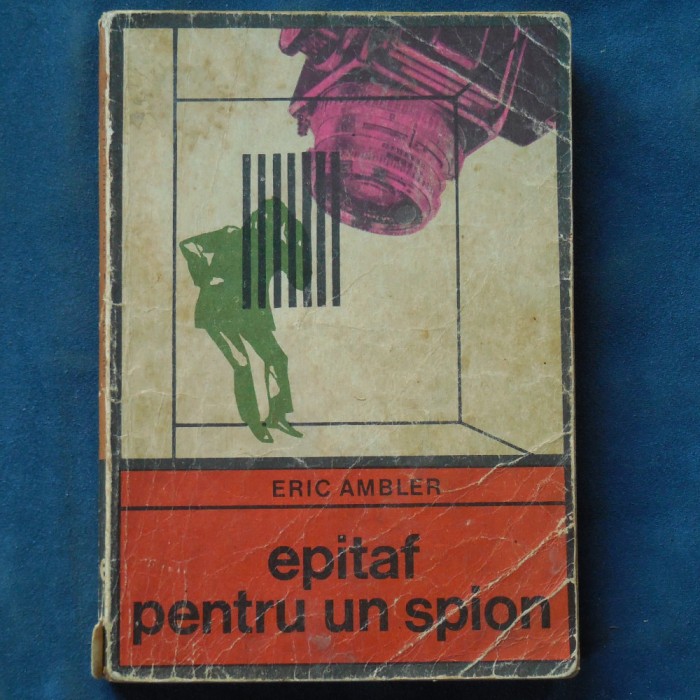 ERIC AMBLER
epitaf
pentru un spion